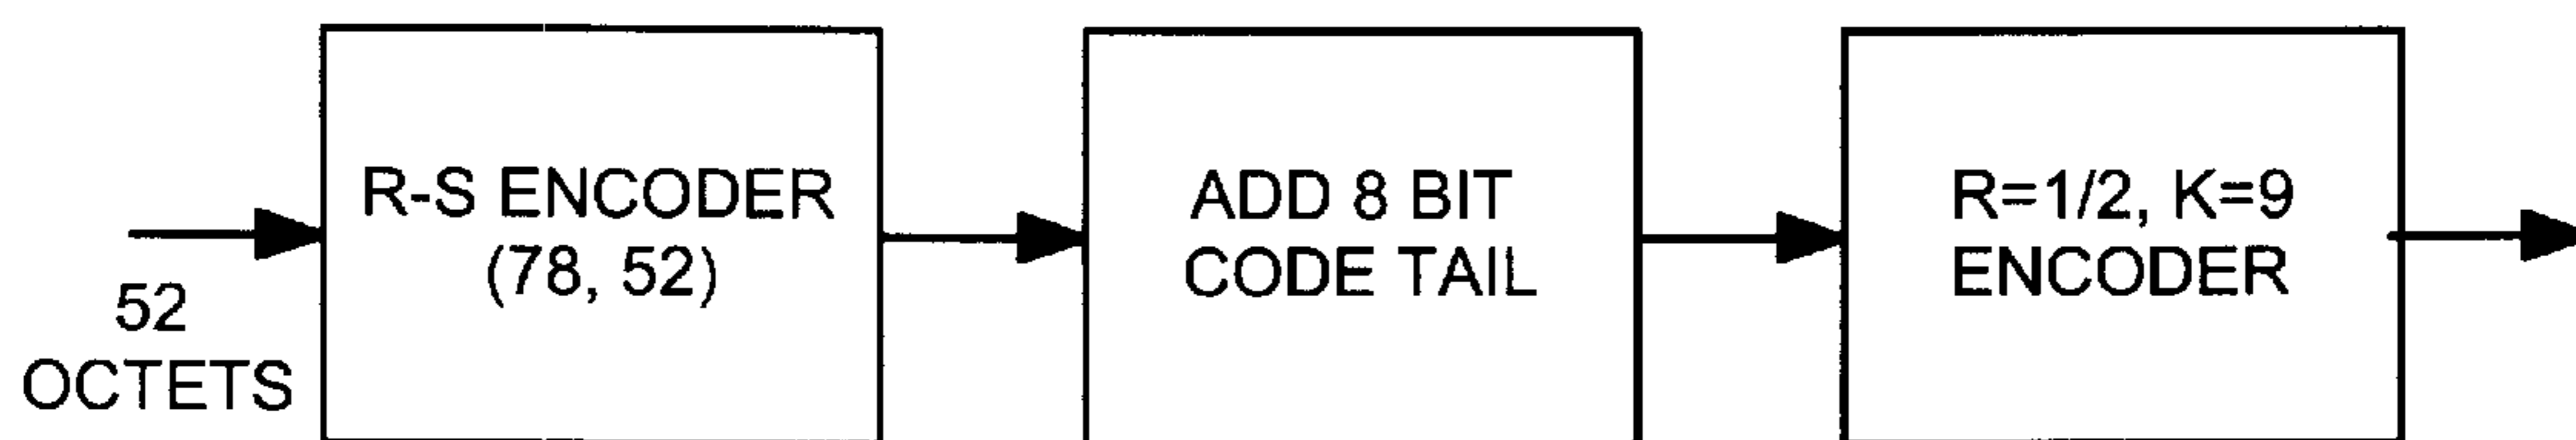 52
OCTETS
R-S ENCODER
(78, 52)
ADD 8 BIT
CODE TAIL
R=1/2, K=9
ENCODER